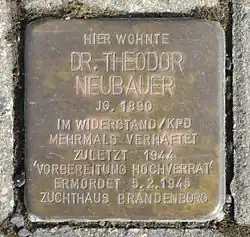 HIER WOHNTE
DR. THEODOR
NEUBAUER
JG. 1890
IM WIDERSTAND/KPD
MEHRMALS VERHAFTET
ZULETZT 1944
'VORBEREITUNG HOCHVERRAT'
ERMORDET 5.2.1945
ZUCHTHAUS BRANDENBURG